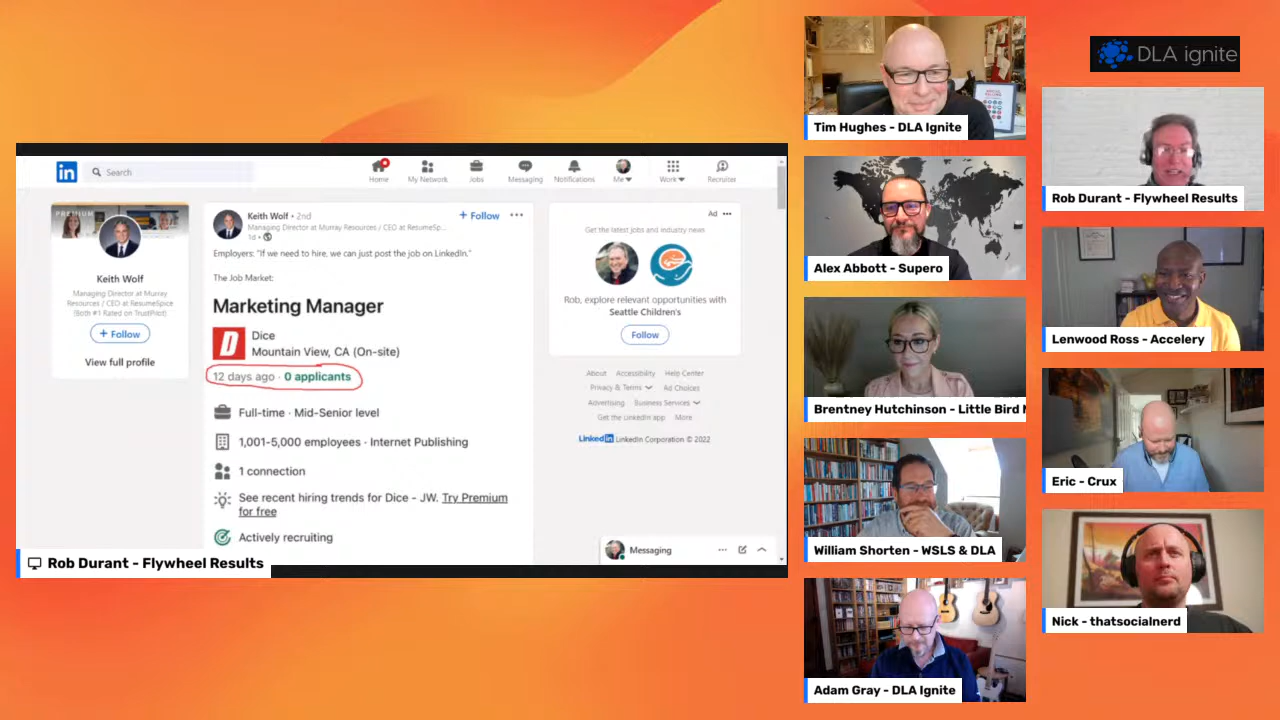 Search
Home
My Network
Jobs
Messaging
Notifications
Me
Work
Recruiter
PREMIUM
Keith Wolf
Managing Director at Murray
Resources / CEO at ResumeSpice
(Both #1 Rated on TrustPilot)
+ Follow
View full profile
Keith Wolf • 2nd
Managing Director at Murray Resources / CEO at ResumeSp...
1d •
+ Follow
Employers: "If we need to hire, we can just post the job on LinkedIn."
The Job Market:
Marketing Manager
Dice
Mountain View, CA (On-site)
12 days ago · 0 applicants
Full-time · Mid-Senior level
1,001-5,000 employees · Internet Publishing
1 connection
See recent hiring trends for Dice - JW. Try Premium
for free
Actively recruiting
Ad
Get the latest jobs and industry news
Rob, explore relevant opportunities with
Seattle Children's
Follow
About Accessibility Help Center
Privacy & Terms Ad Choices
Advertising Business Services
Get the LinkedIn app More
LinkedIn LinkedIn Corporation © 2022
Messaging
Rob Durant - Flywheel Results
Tim Hughes - DLA Ignite
Alex Abbott - Supero
Brentney Hutchinson - Little Bird
William Shorten - WSLS & DLA
Adam Gray - DLA Ignite
DLA ignite
Rob Durant - Flywheel Results
Lenwood Ross - Accelery
Eric - Crux
Nick - thatsocialnerd